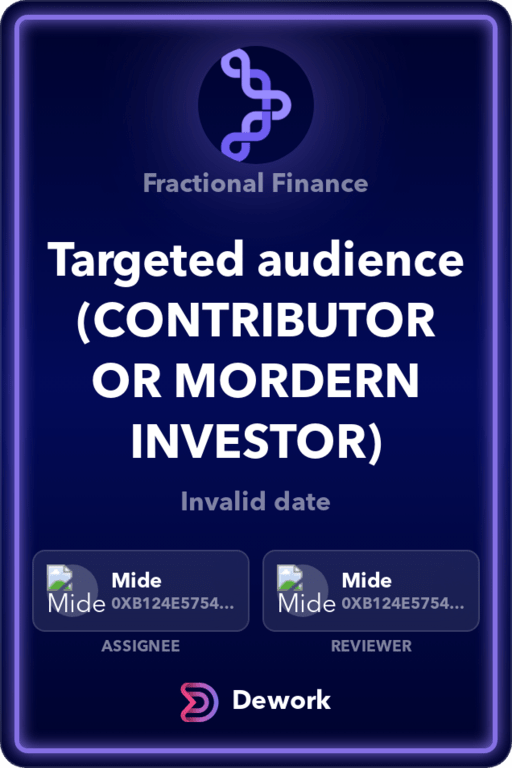 Fractional Finance
Targeted audience
(CONTRIBUTOR
OR MORDERN
INVESTOR)
Invalid date
Mide
Mide
0XB124E5754...
ASSIGNEE
Mide
Mide
0XB124E5754...
REVIEWER
Dework